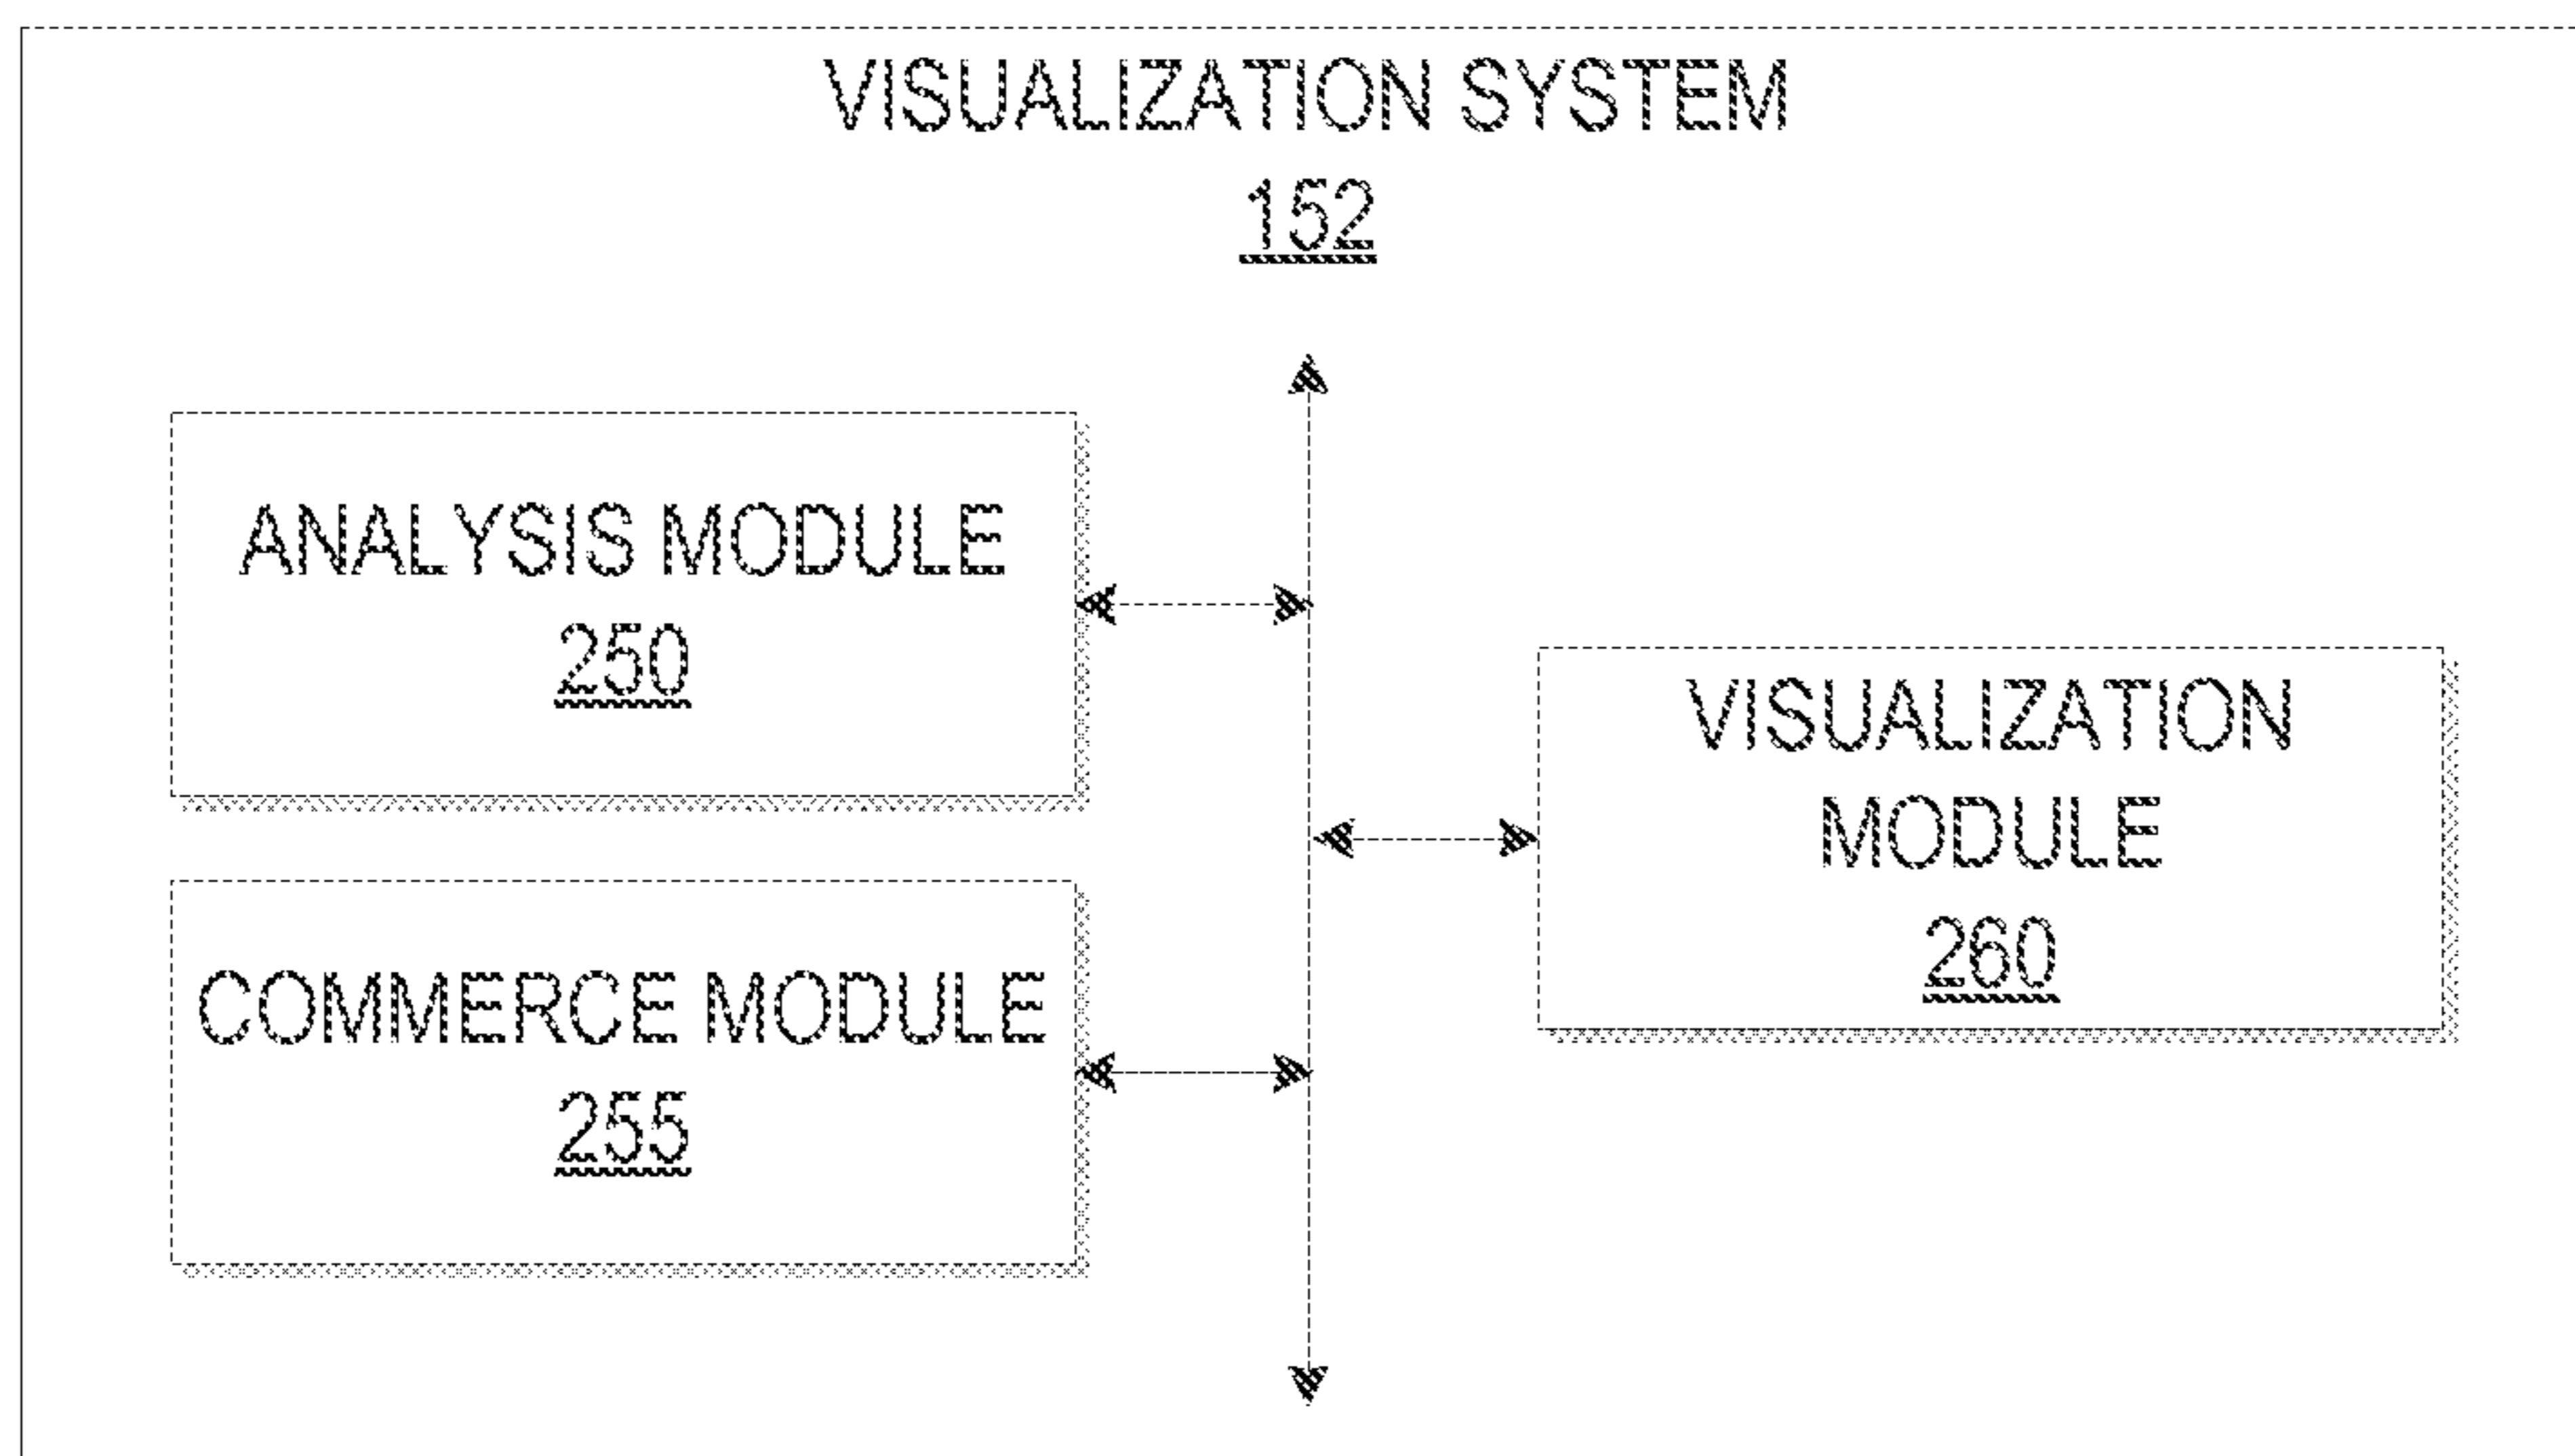 VISUALIZATION SYSTEM
152
ANALYSIS MODULE
250
COMMERCE MODULE
255
VISUALIZATION
MODULE
260